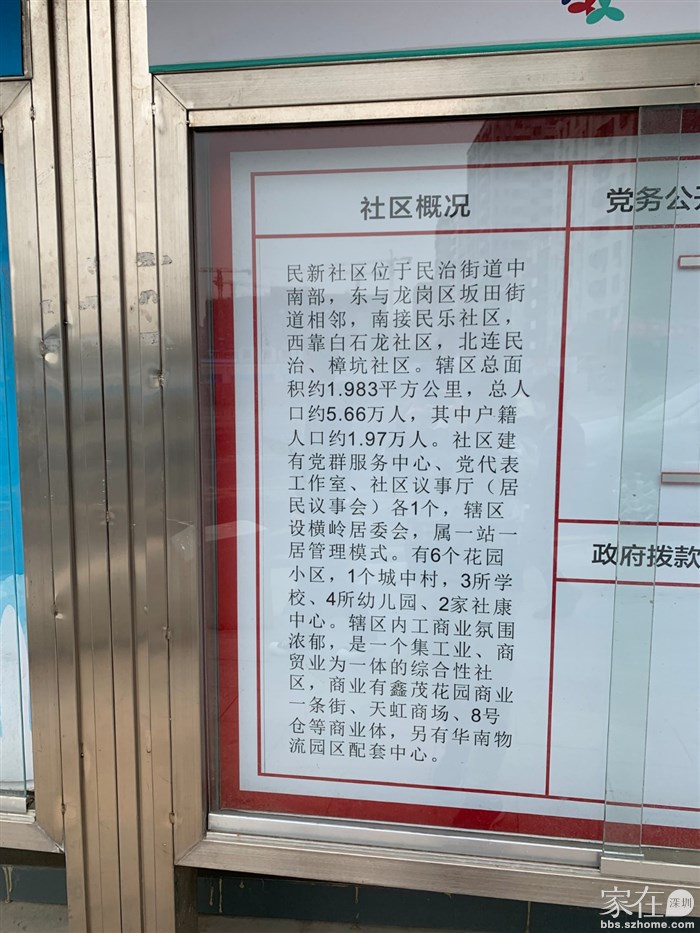 社区概况
民新社区位于民治街道中
南部，东与龙岗区坂田街
道相邻，南接民乐社区，
西靠白石龙社区，北连民
治、樟坑社区。辖区总面
积约1.983平方公里，总人
口约5.66万人，其中户籍
人口约1.97万人。社区建
有党群服务中心、党代表
工作室、社区议事厅（居
民议事会）各1个，辖区
设横岭居委会，属一站一
居管理模式。有6个花园
小区，1个城中村，3所学
校、4所幼儿园、2家社康
中心。辖区内工商业氛围
浓郁，是一个集工业、商
贸业为一体的综合性社
区，商业有鑫茂花园商业
一条街、天虹商场、8号
仓等商业体，另有华南物
流园区配套中心。
党务公开
政府拨款
家在深圳
bbs.szhome.com